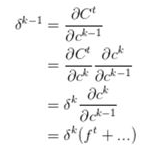 δ^{k−1} = ∂C^t / ∂c^{k−1}
= ∂C^t / ∂c^k ∂c^k / ∂c^{k−1}
= δ^k ∂c^k / ∂c^{k−1}
= δ^k (f^t + ...)